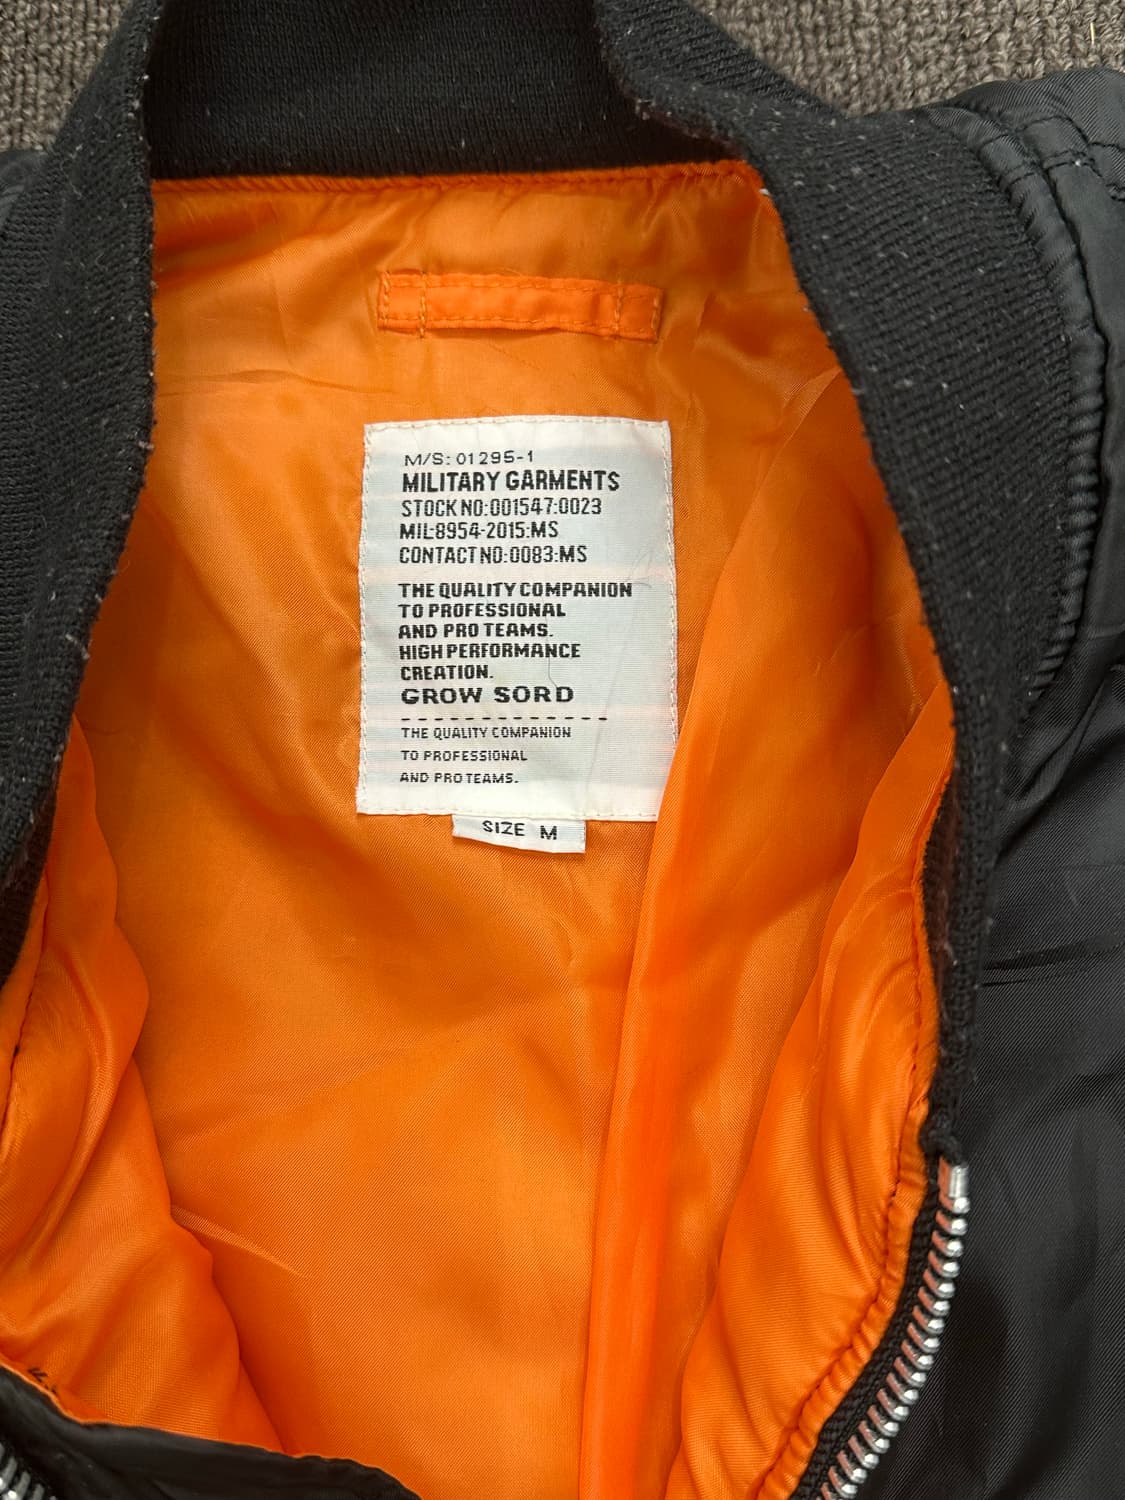 M/S: 01295-1
MILITARY GARMENTS
STOCK NO:001547:0023
MIL:8954-2015:MS
CONTACT NO:0083:MS
THE QUALITY COMPANION
TO PROFESSIONAL
AND PRO TEAMS.
HIGH PERFORMANCE
CREATION.
GROW SORD
THE QUALITY COMPANION
TO PROFESSIONAL
AND PRO TEAMS.
SIZE M